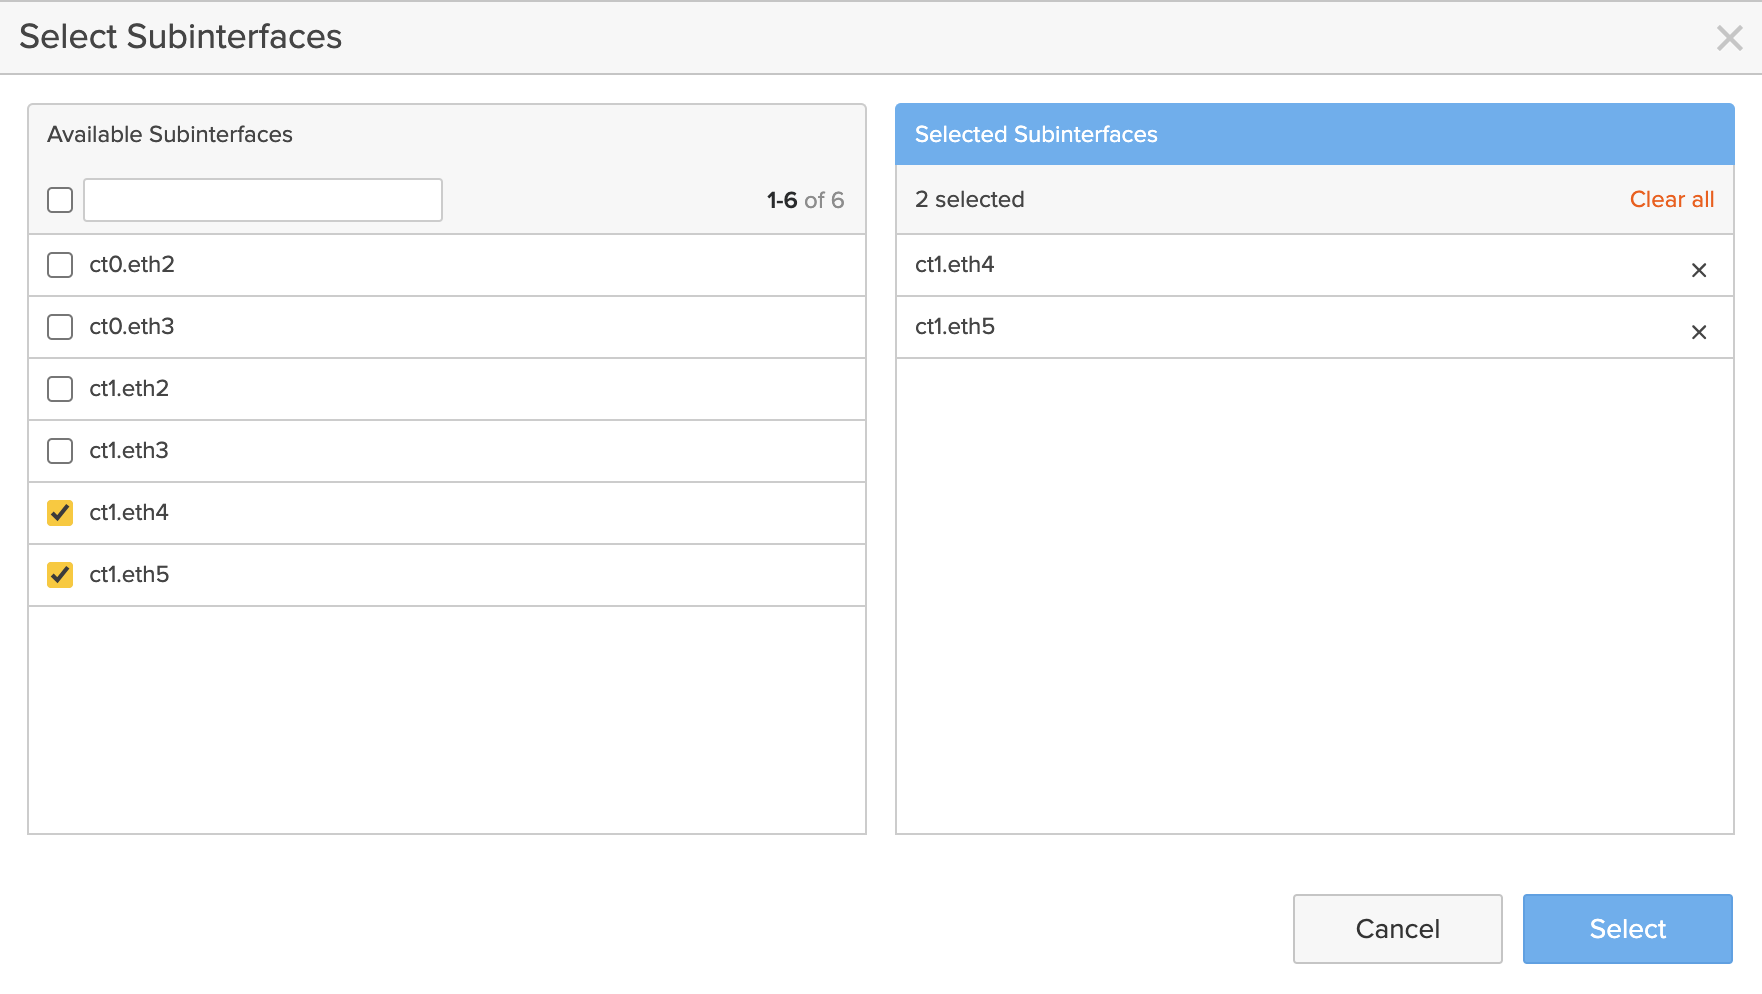 Select Subinterfaces
Available Subinterfaces
1-6 of 6
ct0.eth2
ct0.eth3
ct1.eth2
ct1.eth3
ct1.eth4
ct1.eth5
Selected Subinterfaces
2 selected
Clear all
ct1.eth4
ct1.eth5
Cancel
Select